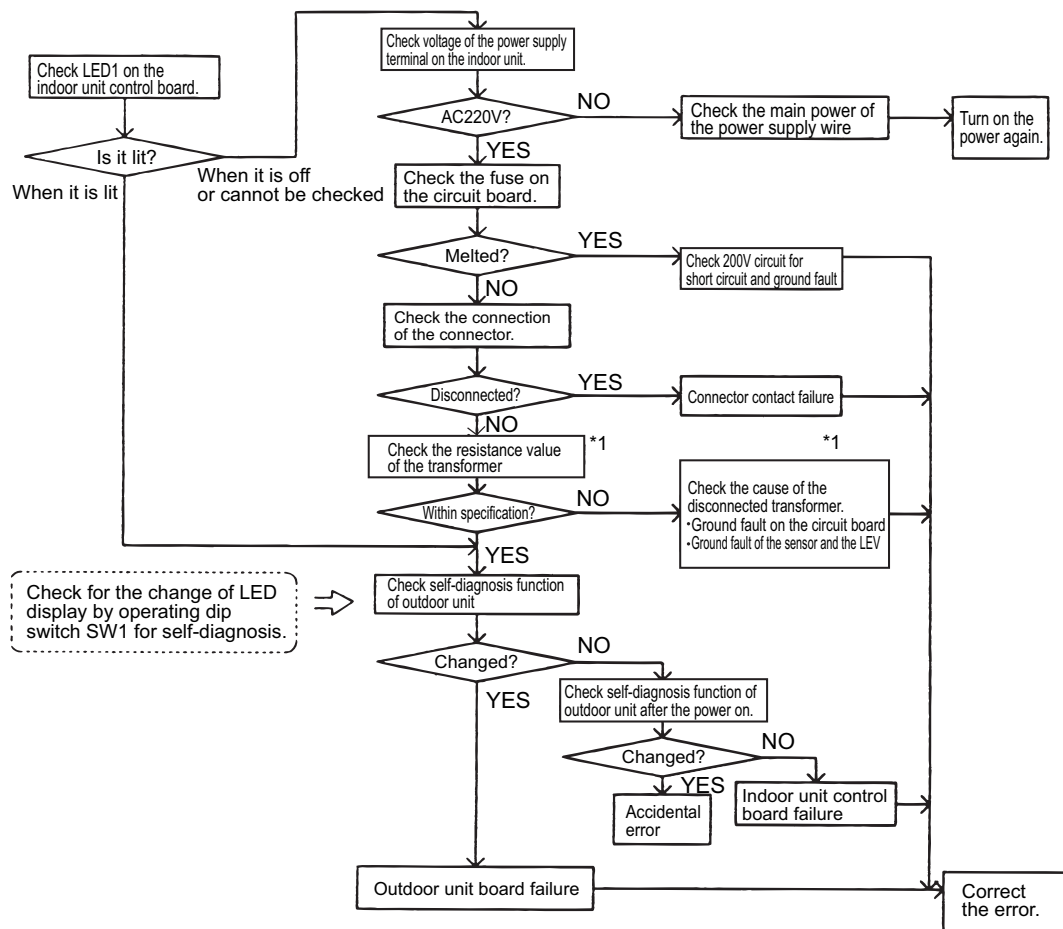 Check LED1 on the
indoor unit control board.
Is it lit?
When it is lit
When it is off
or cannot be checked
Check voltage of the power supply
terminal on the indoor unit.
AC220V?
NO
Check the main power of
the power supply wire
Turn on the
power again.
YES
Check the fuse on
the circuit board.
Melted?
YES
Check 200V circuit for
short circuit and ground fault
NO
Check the connection
of the connector.
Disconnected?
YES
Connector contact failure
NO
Check the resistance value
of the transformer
*1
Within specification?
NO
*1
Check the cause of the
disconnected transformer.
・Ground fault on the circuit board
・Ground fault of the sensor and the LEV
YES
Check for the change of LED
display by operating dip
switch SW1 for self-diagnosis.
Check self-diagnosis function
of outdoor unit
Changed?
NO
YES
Check self-diagnosis function of
outdoor unit after the power on.
Changed?
NO
YES
Accidental
error
Indoor unit control
board failure
Outdoor unit board failure
Correct
the error.